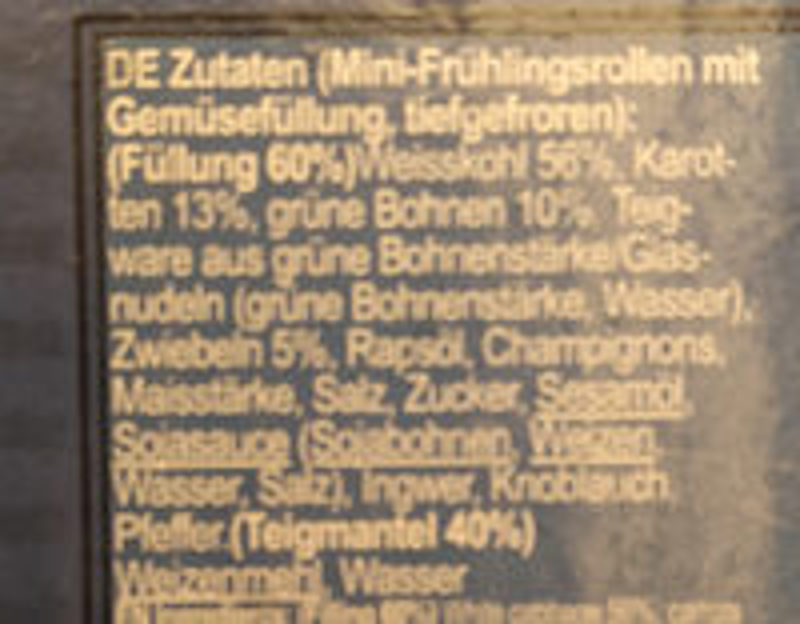 DE Zutaten (Mini-Frühlingsrollen mit
Gemüsefüllung, tiefgefroren):
(Füllung 60%)Weisskohl 56%, Karot-
ten 13%, grüne Bohnen 10%, Teig-
ware aus grüne Bohnenstärke/Glas-
nudeln (grüne Bohnenstärke, Wasser),
Zwiebeln 5%, Rapsöl, Champignons,
Maisstärke, Salz, Zucker, Sesamöl,
Sojasauce (Sojabohnen, Weizen,
Wasser, Salz), Ingwer, Knoblauch,
Pfeffer.(Teigmantel 40%)
Weizenmehl, Wasser